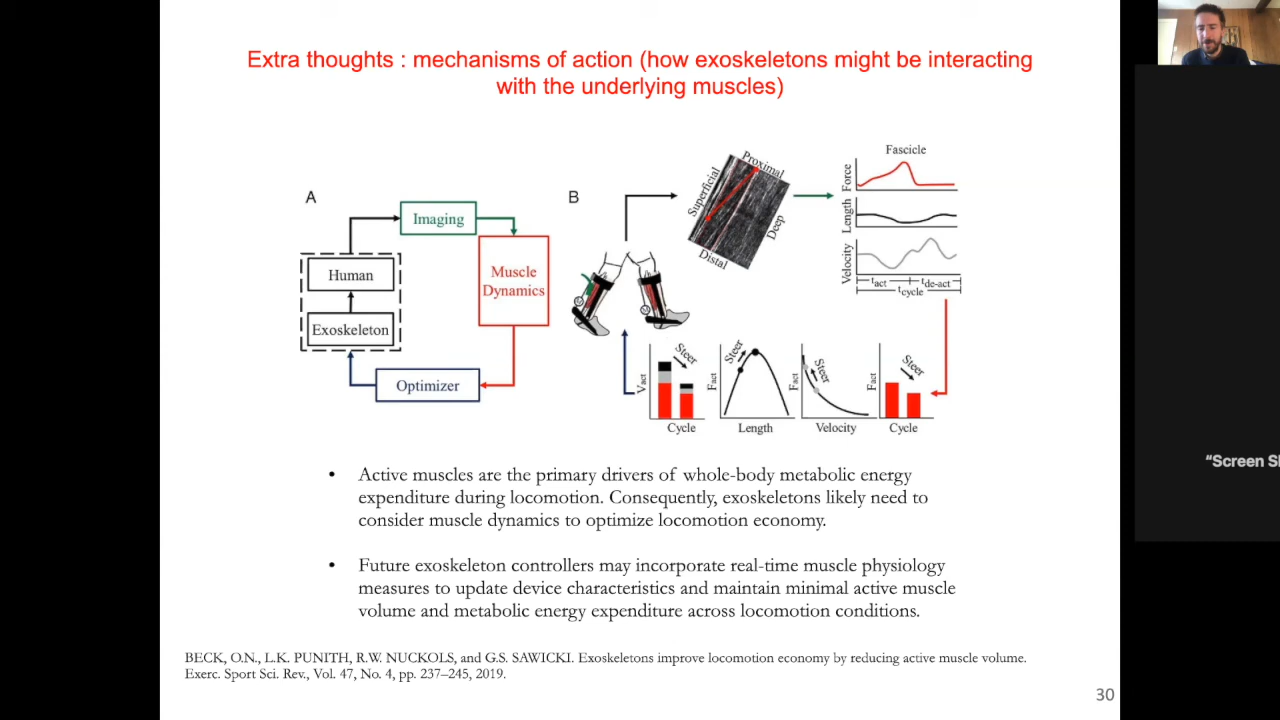 Extra thoughts : mechanisms of action (how exoskeletons might be interacting
with the underlying muscles)
A
Imaging
Human
Exoskeleton
Muscle
Dynamics
Optimizer
B
Proximal
Superficial
Deep
Distal
Fascicle
Force
Length
Velocity
tact
tde-act
tcycle
Steer
Vact
Cycle
Steer
Fact
Length
Steer
Fact
Velocity
Steer
Fact
Cycle
• Active muscles are the primary drivers of whole-body metabolic energy
expenditure during locomotion. Consequently, exoskeletons likely need to
consider muscle dynamics to optimize locomotion economy.
• Future exoskeleton controllers may incorporate real-time muscle physiology
measures to update device characteristics and maintain minimal active muscle
volume and metabolic energy expenditure across locomotion conditions.
BECK, O.N., L.K. PUNITH, R.W. NUCKOLS, and G.S. SAWICKI. Exoskeletons improve locomotion economy by reducing active muscle volume.
Exerc. Sport Sci. Rev., Vol. 47, No. 4, pp. 237–245, 2019.
30
"Screen